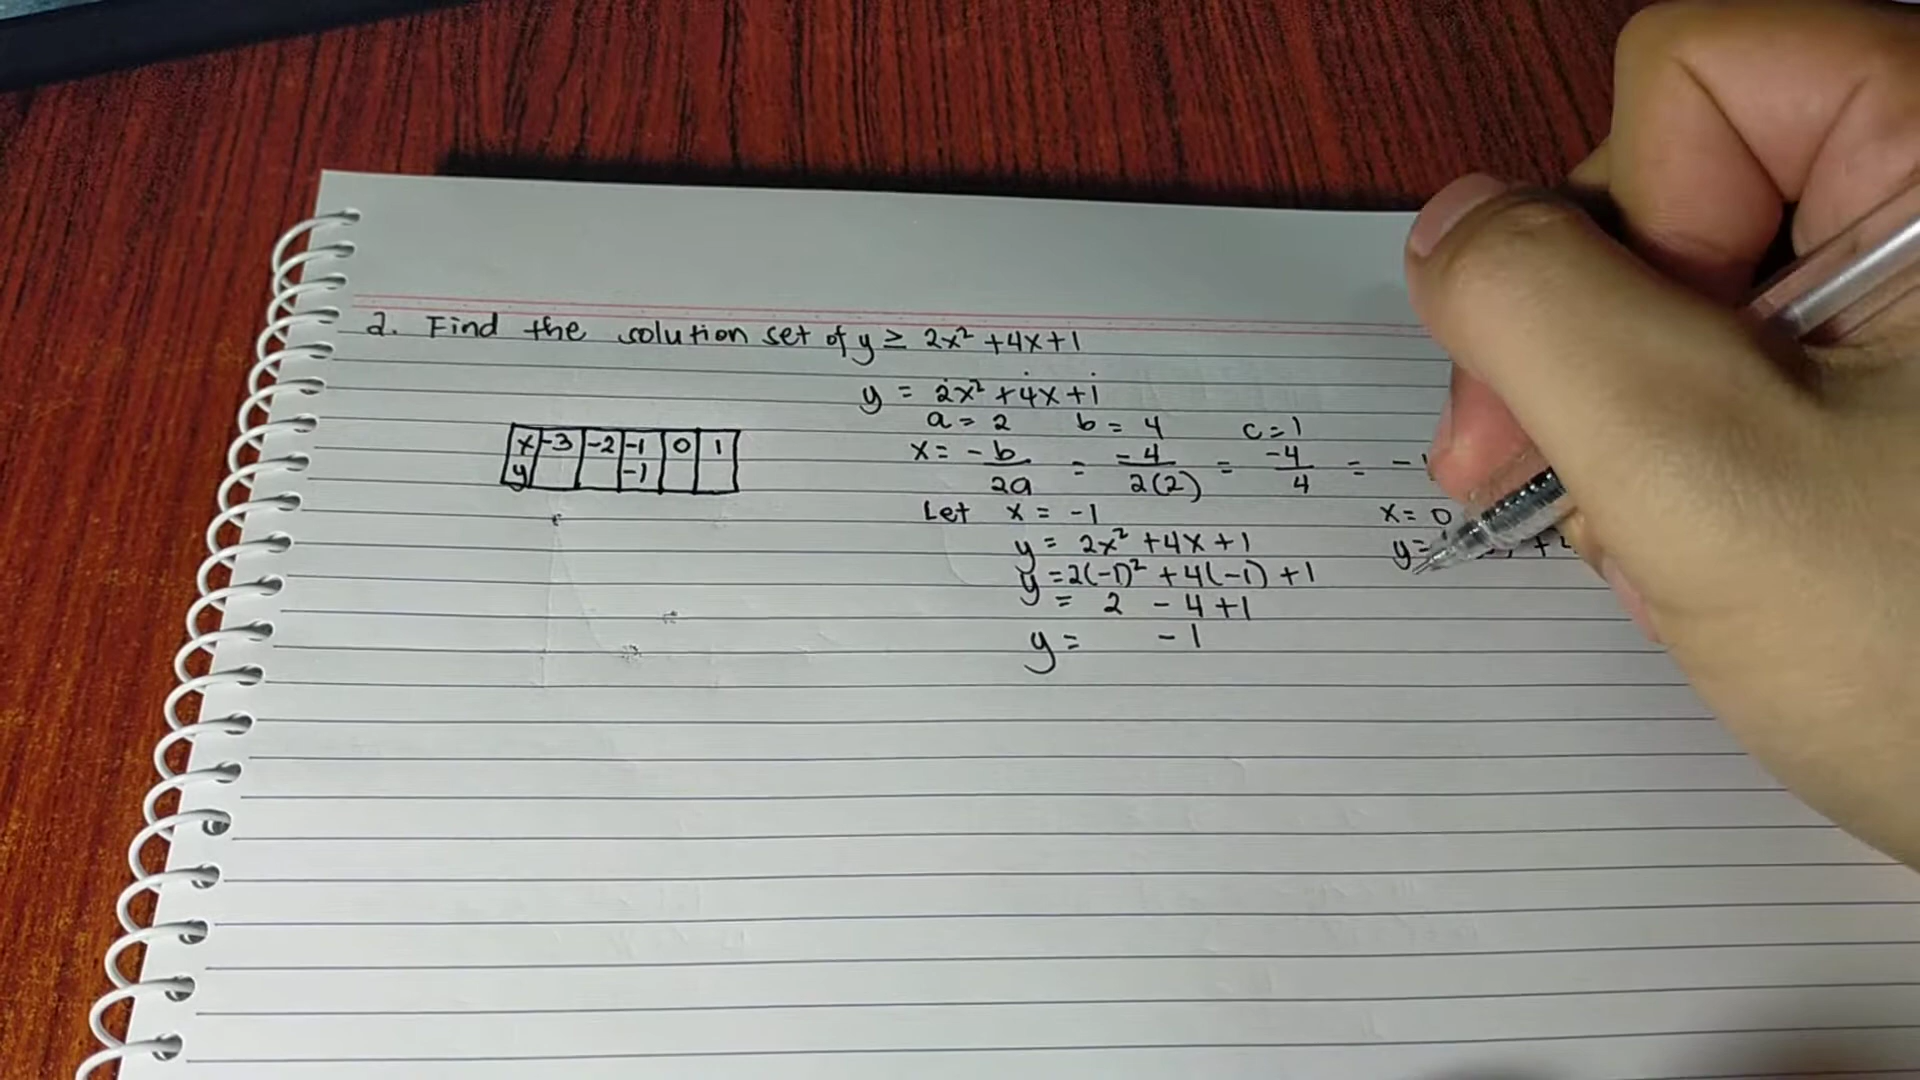 2. Find the solution set of y ≥ 2x² + 4x + 1
y = 2x² + 4x + 1
a = 2 b = 4 c = 1
x -3 -2 -1 0 1
y -1
x = -b/2a = -4/2(2) = -4/4 = -1
Let x = -1
y = 2x² + 4x + 1
y = 2(-1)² + 4(-1) + 1
= 2 - 4 + 1
y = -1
x = 0
y =